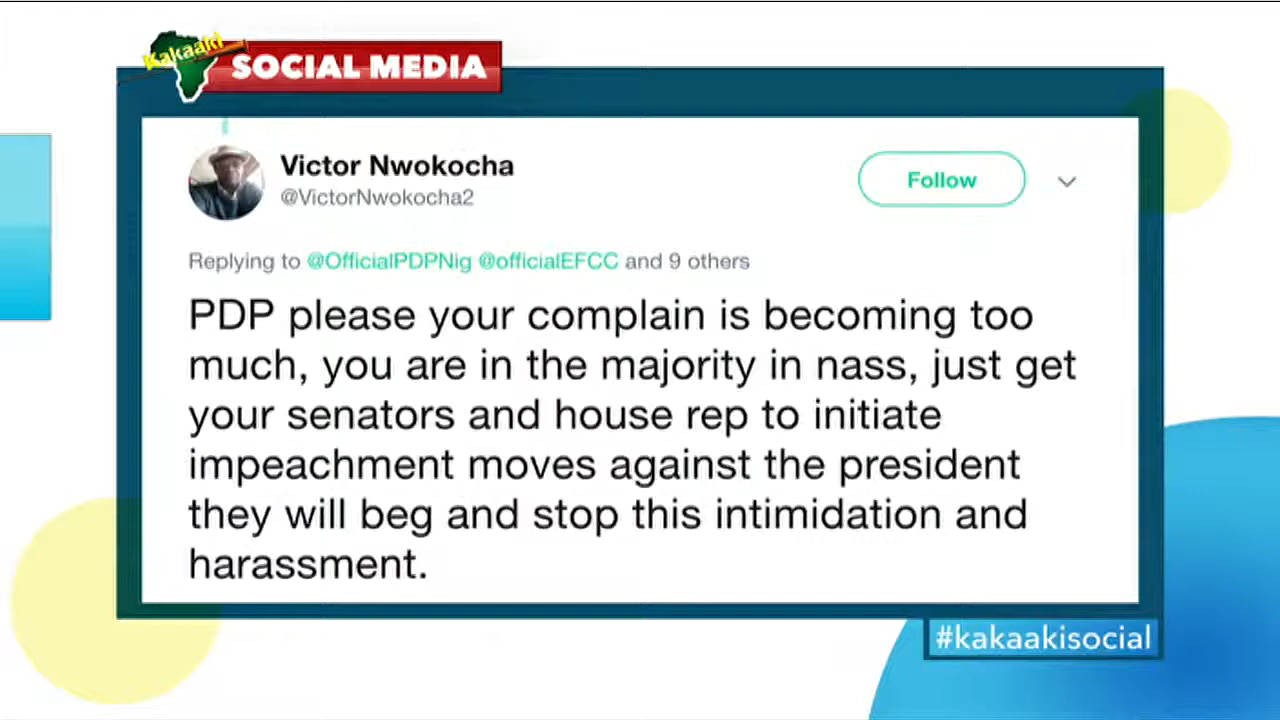 Kakaaki
SOCIAL MEDIA
Victor Nwokocha
@VictorNwokocha2
Follow
Replying to @OfficialPDPNig @officialEFCC and 9 others
PDP please your complain is becoming too
much, you are in the majority in nass, just get
your senators and house rep to initiate
impeachment moves against the president
they will beg and stop this intimidation and
harassment.
#kakaakisocial